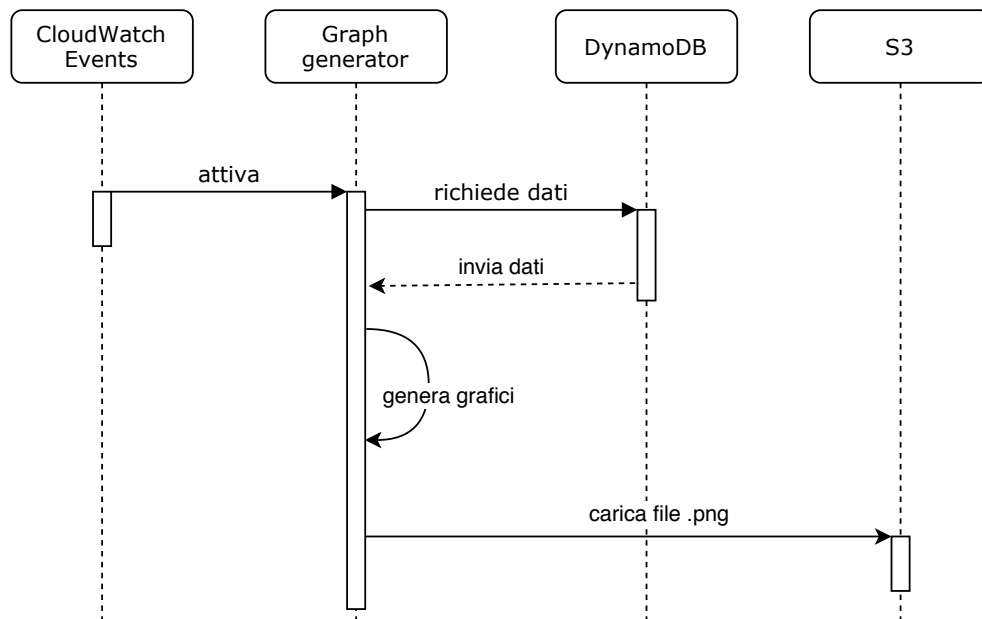 CloudWatch
Events
Graph
generator
DynamoDB
S3
attiva
richiede dati
invia dati
genera grafici
carica file .png